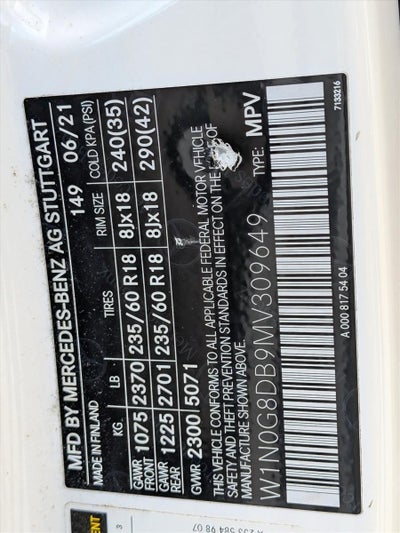 MFD BY MERCEDES-BENZ AG STUTTGART
MADE IN FINLAND 149 06/21
KG LB TIRES RIM SIZE COLD KPA(PSI)
GAWR FRONT 1075 2370 235/60 R18 8Jx18 240(35)
GAWR REAR 1225 2701 235/60 R18 8Jx18 290(42)
GVWR 2300 5071
THIS VEHICLE CONFORMS TO ALL APPLICABLE FEDERAL MOTOR VEHICLE
SAFETY AND THEFT PREVENTION STANDARDS IN EFFECT ON THE OF
MANUFACTURE SHOWN ABOVE.
W1N0G8DB9MV309649 TYPE: MPV
A 000 817 54 04
7133216